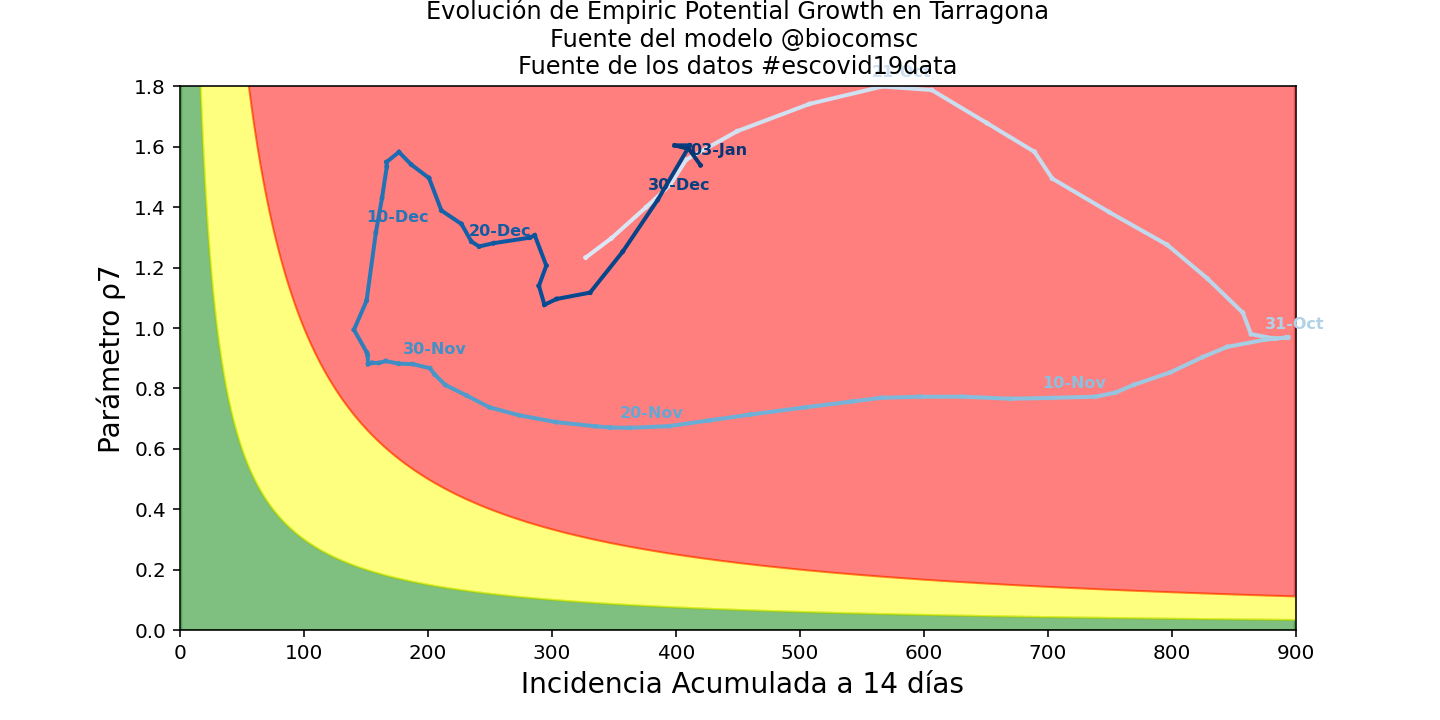 Evolución de Empiric Potential Growth en Tarragona
Fuente del modelo @biocomsc
Fuente de los datos #escovid19data
1.8
1.6
1.4
1.2
1.0
0.8
0.6
0.4
0.2
0.0
Parámetro ρ7
03-Jan
30-Dec
10-Dec
20-Dec
31-Oct
30-Nov
10-Nov
20-Nov
0
100
200
300
400
500
600
700
800
900
Incidencia Acumulada a 14 días